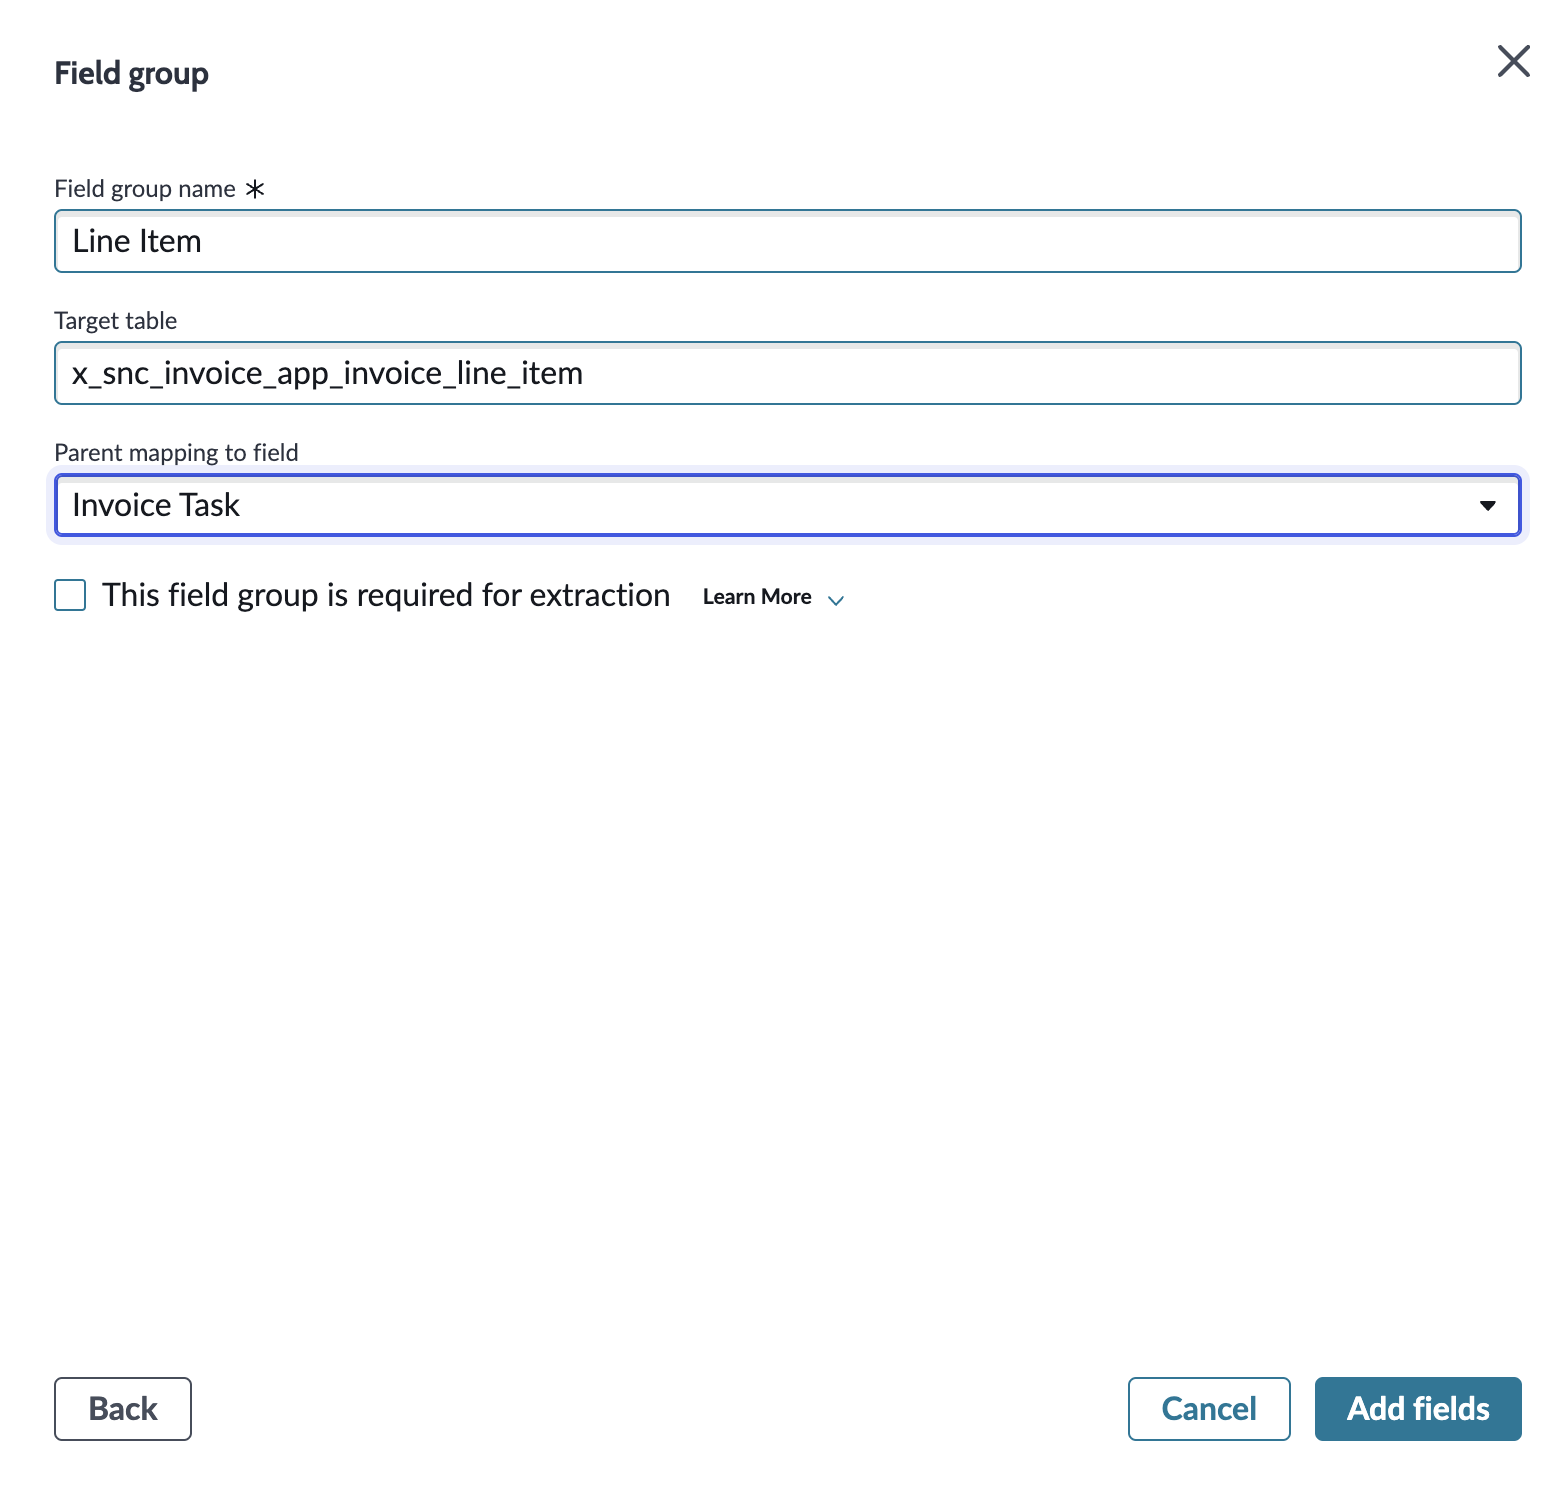 Field group
Field group name *
Line Item
Target table
x_snc_invoice_app_invoice_line_item
Parent mapping to field
Invoice Task
This field group is required for extraction Learn More
Back Cancel Add fields